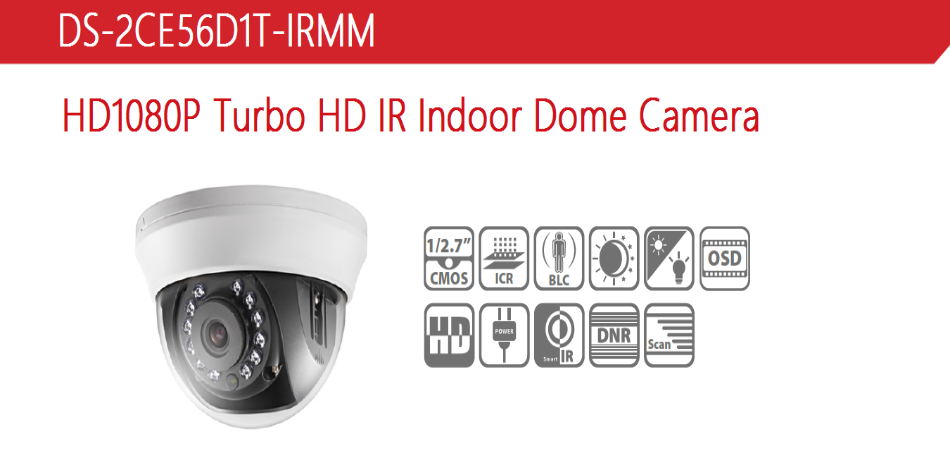 DS-2CE56D1T-IRMM
HD1080P Turbo HD IR Indoor Dome Camera
1/2.7”
CMOS
ICR
BLC
OSD
HD
POWER
Smart IR
DNR
Scan